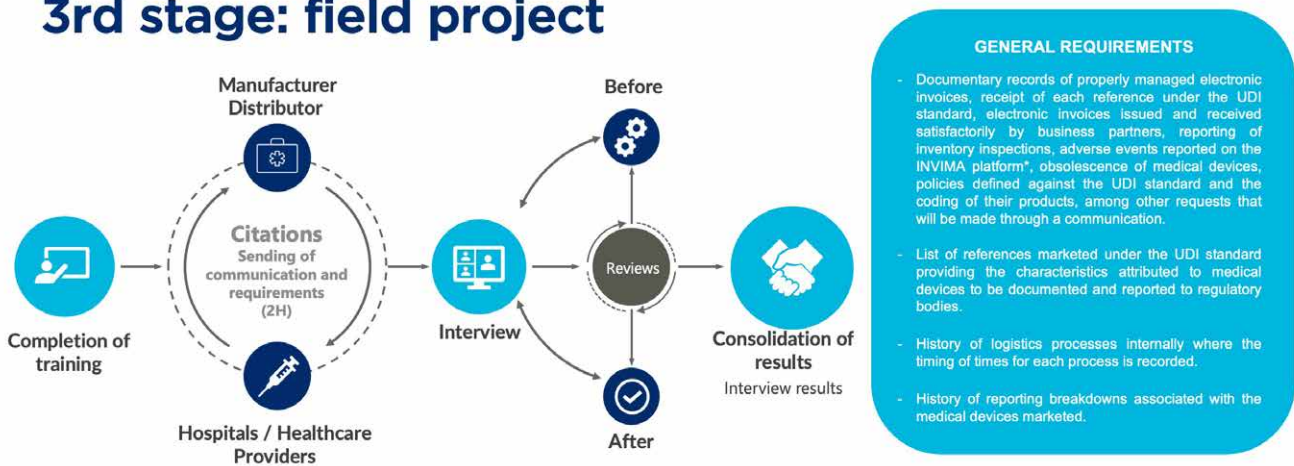 3rd stage: field project
Manufacturer
Distributor
Citations
Sending of
communication and
requirements
(2H)
Completion of
training
Hospitals / Healthcare
Providers
Interview
Before
Reviews
After
Consolidation of
results
Interview results
GENERAL REQUIREMENTS
- Documentary records of properly managed electronic
invoices, receipt of each reference under the UDI
standard, electronic invoices issued and received
satisfactorily by business partners, reporting of
inventory inspections, adverse events reported on the
INVIMA platform*, obsolescence of medical devices,
policies defined against the UDI standard and the
coding of their products, among other requests that
will be made through a communication.
- List of references marketed under the UDI standard
providing the characteristics attributed to medical
devices to be documented and reported to regulatory
bodies.
- History of logistics processes internally where the
timing of times for each process is recorded.
- History of reporting breakdowns associated with the
medical devices marketed.